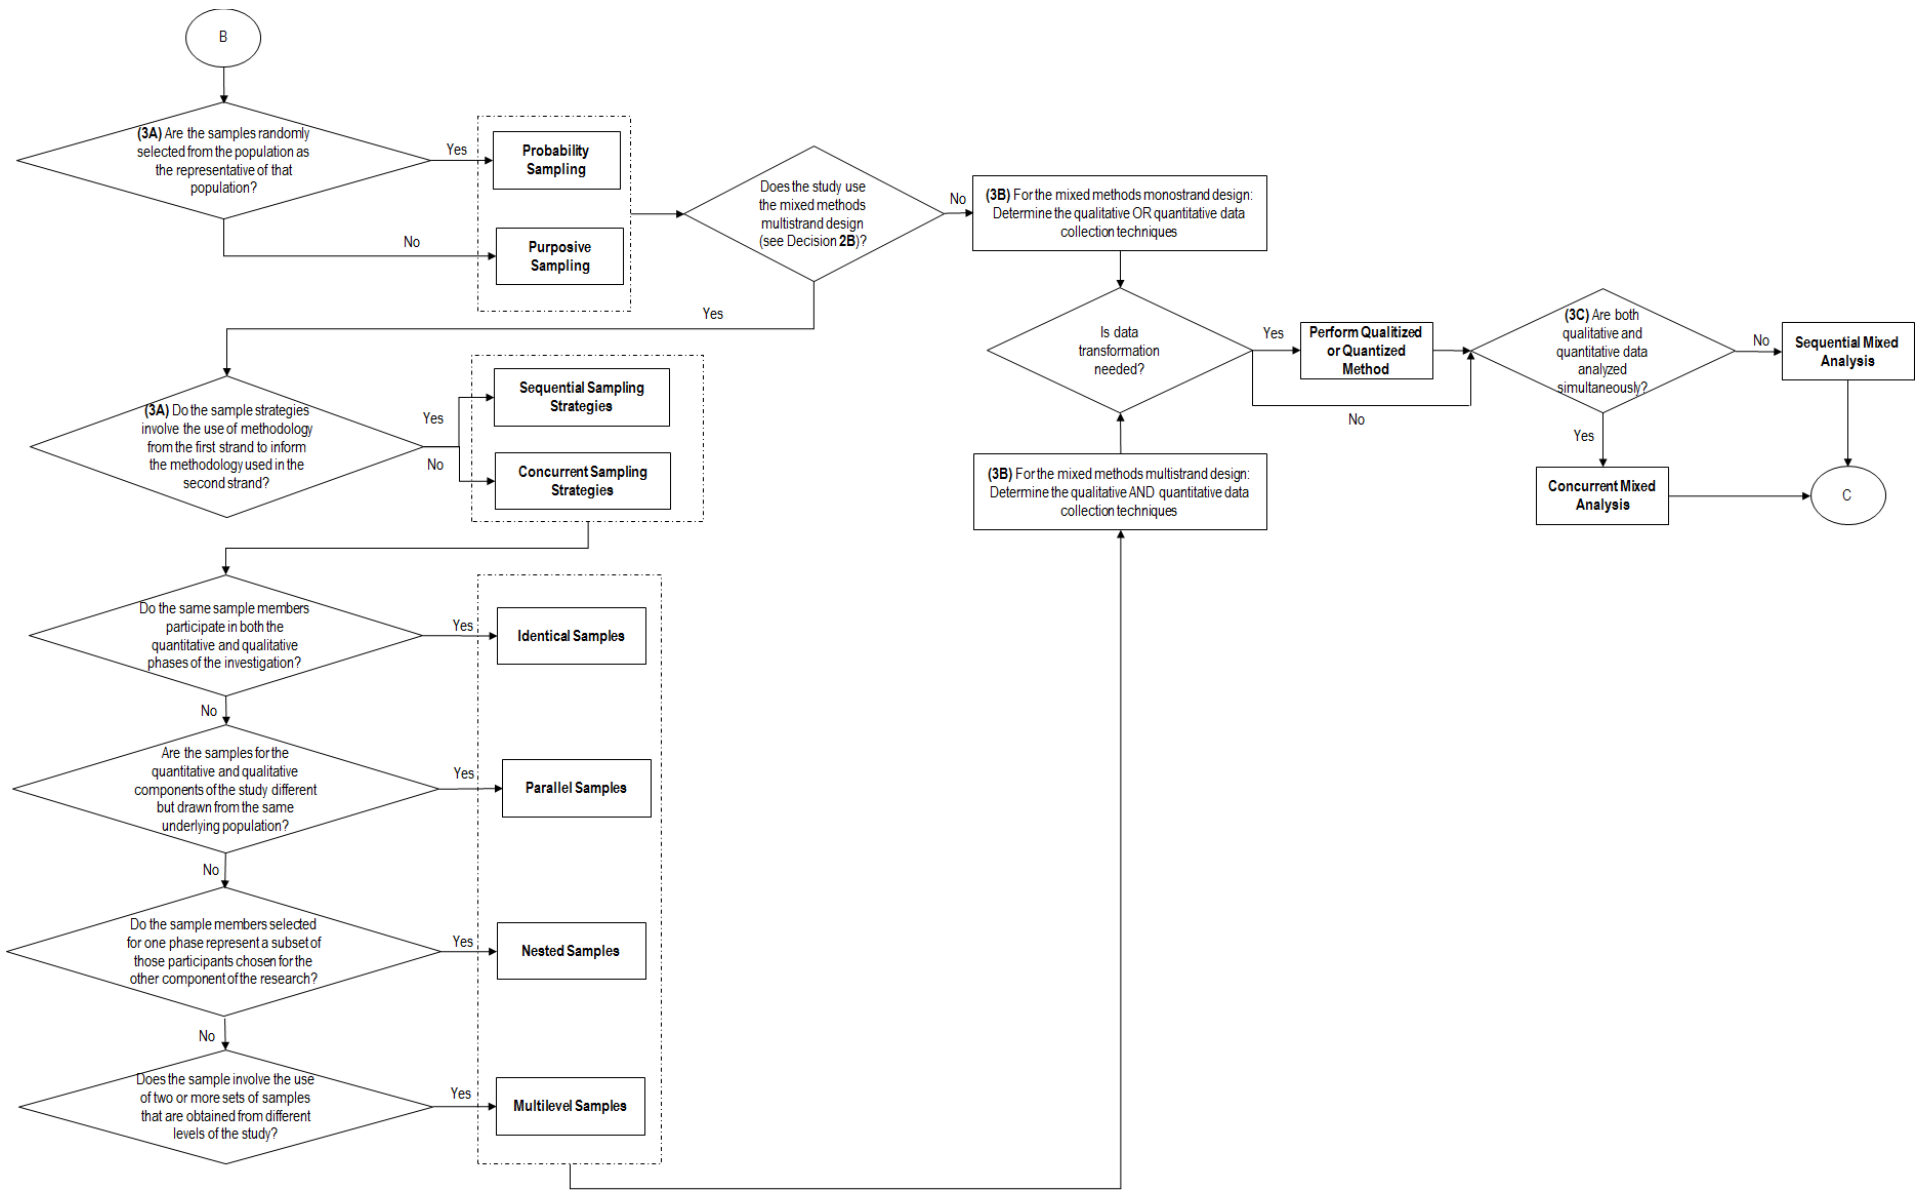 B
(3A) Are the samples randomly
selected from the population as
the representative of that
population?
Yes
No
Probability
Sampling
Purposive
Sampling
Does the study use
the mixed methods
multistrand design
(see Decision 2B)?
No
Yes
(3B) For the mixed methods monostrand design:
Determine the qualitative OR quantitative data
collection techniques
Is data
transformation
needed?
Yes
No
Perform Qualitized
or Quantized
Method
(3C) Are both
qualitative and
quantitative data
analyzed
simultaneously?
No
Yes
Sequential Mixed
Analysis
Concurrent Mixed
Analysis
C
(3B) For the mixed methods multistrand design:
Determine the qualitative AND quantitative data
collection techniques
(3A) Do the sample strategies
involve the use of methodology
from the first strand to inform
the methodology used in the
second strand?
Yes
No
Sequential Sampling
Strategies
Concurrent Sampling
Strategies
Do the same sample members
participate in both the
quantitative and qualitative
phases of the investigation?
Yes
Identical Samples
No
Are the samples for the
quantitative and qualitative
components of the study different
but drawn from the same
underlying population?
Yes
Parallel Samples
No
Do the sample members selected
for one phase represent a subset of
those participants chosen for the
other component of the research?
Yes
Nested Samples
No
Does the sample involve the use
of two or more sets of samples
that are obtained from different
levels of the study?
Yes
Multilevel Samples